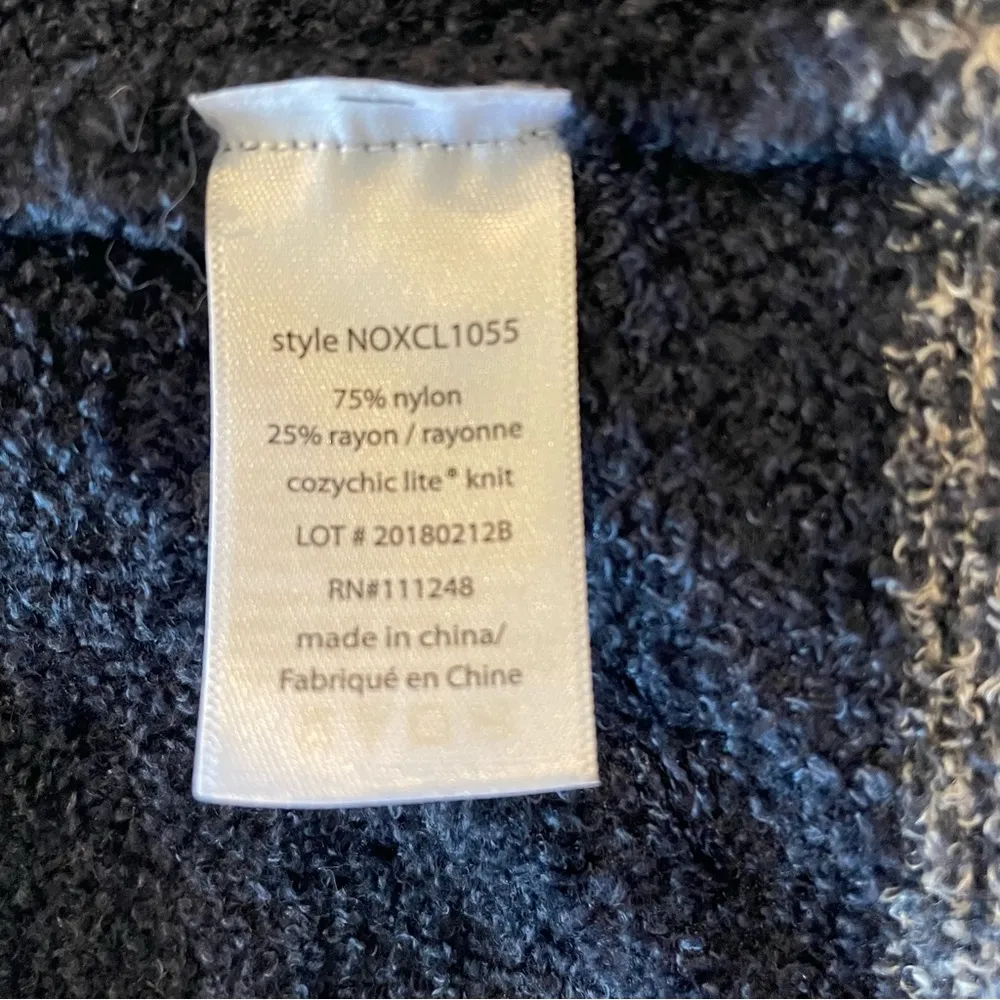 style NOXCL1055
75% nylon
25% rayon / rayonne
cozychic lite® knit
LOT # 20180212B
RN#111248
made in china/
Fabriqué en Chine